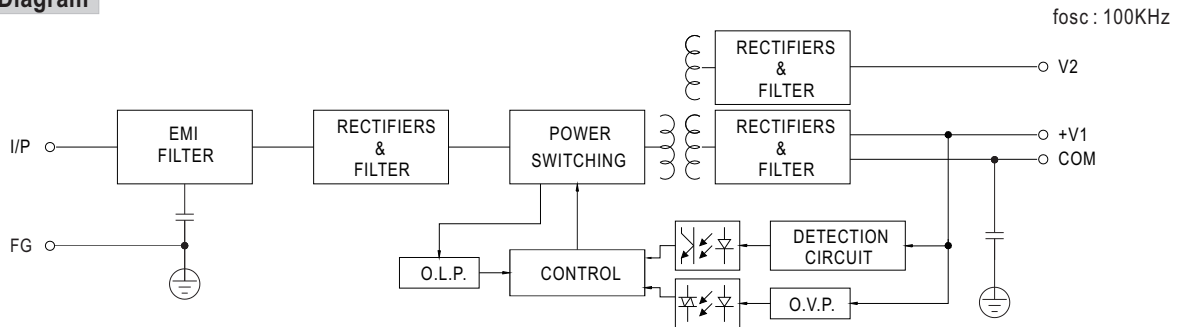 Diagram
fosc : 100KHz
RECTIFIERS
&
FILTER
V2
I/P
EMI
FILTER
RECTIFIERS
&
FILTER
POWER
SWITCHING
RECTIFIERS
&
FILTER
+V1
COM
FG
O.L.P.
CONTROL
DETECTION
CIRCUIT
O.V.P.